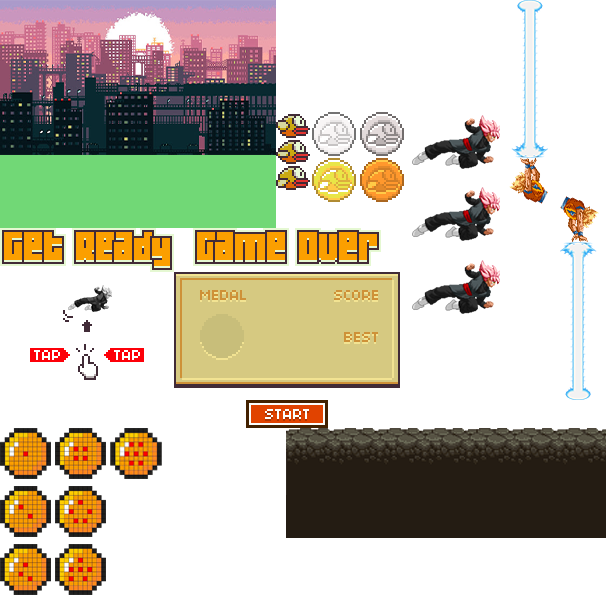 Get Ready
Game Over
MEDAL
SCORE
BEST
TAP
TAP
START